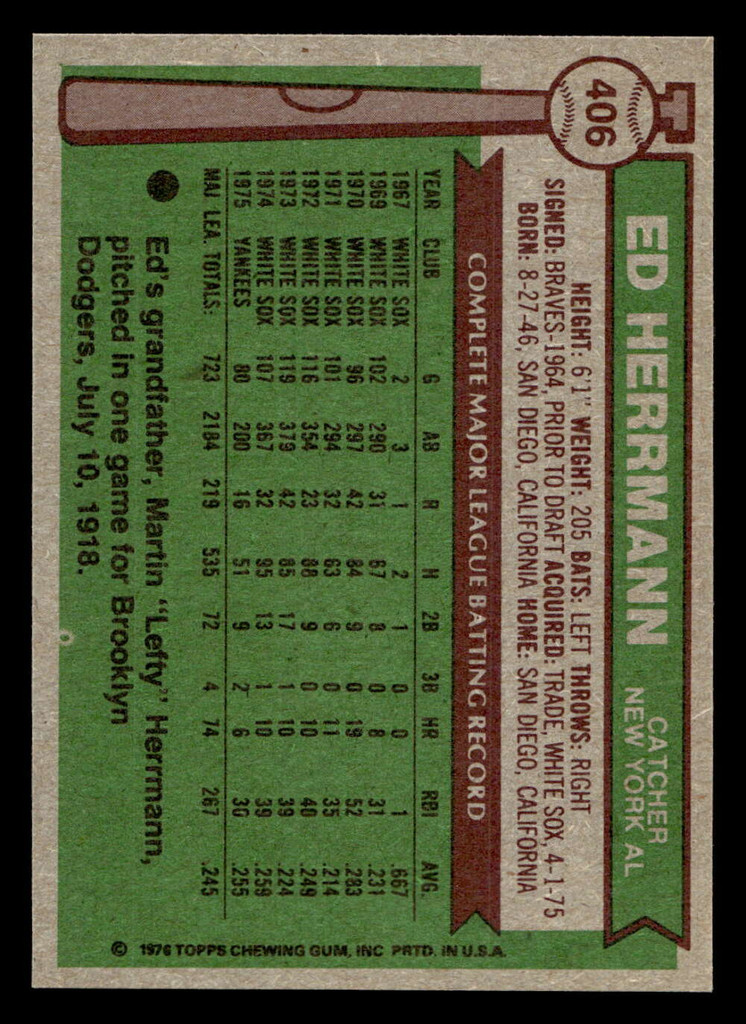 406
ED HERRMANN
CATCHER
NEW YORK AL
HEIGHT: 6'1" WEIGHT: 205 BATS: LEFT THROWS: RIGHT
SIGNED: BRAVES-1964, PRIOR TO DRAFT ACQUIRED: TRADE, WHITE SOX, 4-1-75
BORN: 8-27-46, SAN DIEGO, CALIFORNIA HOME: SAN DIEGO, CALIFORNIA
COMPLETE MAJOR LEAGUE BATTING RECORD
YEAR CLUB G AB R H 2B 3B HR RBI AVG.
1967 WHITE SOX 2 3 1 2 1 0 0 1 .667
1969 WHITE SOX 102 290 31 67 8 0 8 31 .231
1970 WHITE SOX 96 297 42 84 9 0 19 52 .283
1971 WHITE SOX 101 294 32 63 6 0 11 35 .214
1972 WHITE SOX 116 354 23 88 9 0 10 40 .249
1973 WHITE SOX 119 379 42 85 17 1 10 39 .224
1974 WHITE SOX 107 367 32 95 13 1 10 39 .259
1975 YANKEES 80 200 16 51 9 2 6 30 .255
MAJ LEA. TOTALS: 723 2184 219 535 72 4 74 267 .245
Ed's grandfather, Martin "Lefty" Herrmann,
pitched in one game for Brooklyn
Dodgers, July 10, 1918.
© 1976 TOPPS CHEWING GUM, INC PRTD. IN U.S.A.